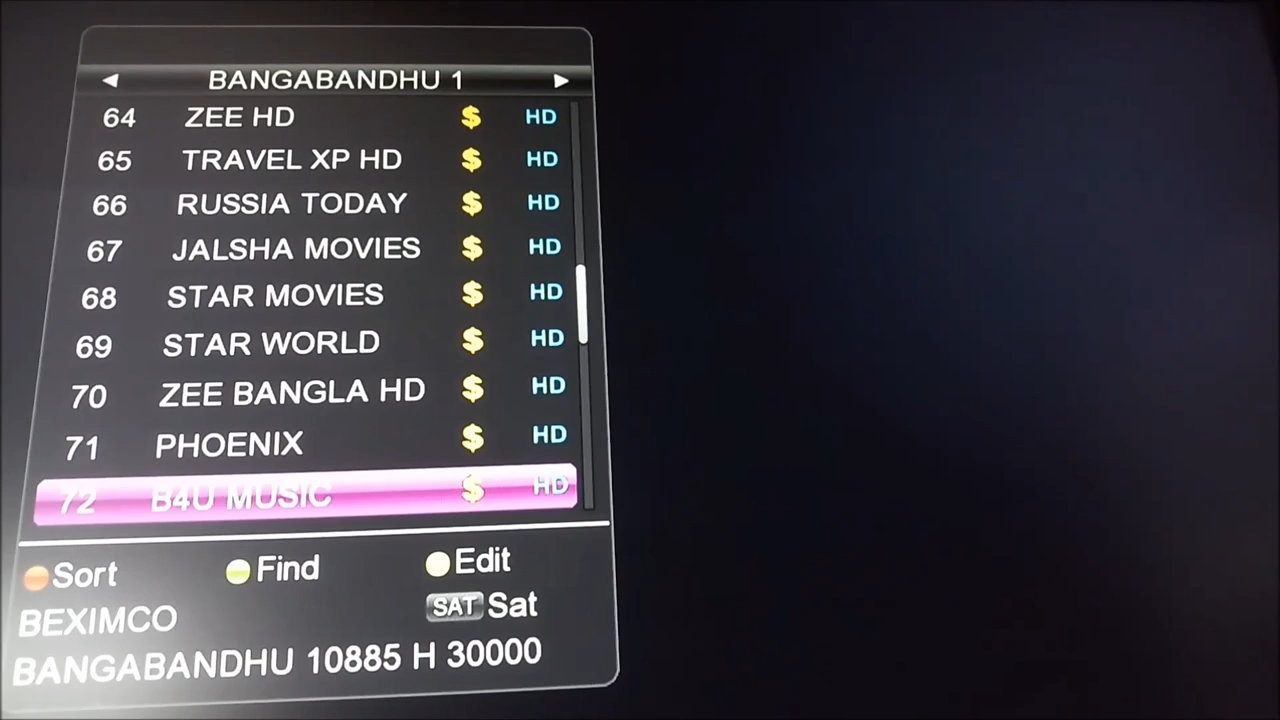 ◀ BANGABANDHU 1 ▶
64 ZEE HD $ HD
65 TRAVEL XP HD $ HD
66 RUSSIA TODAY $ HD
67 JALSHA MOVIES $ HD
68 STAR MOVIES $ HD
69 STAR WORLD $ HD
70 ZEE BANGLA HD $ HD
71 PHOENIX $ HD
72 B4U MUSIC $ HD
Sort Find Edit
BEXIMCO SAT Sat
BANGABANDHU 10885 H 30000